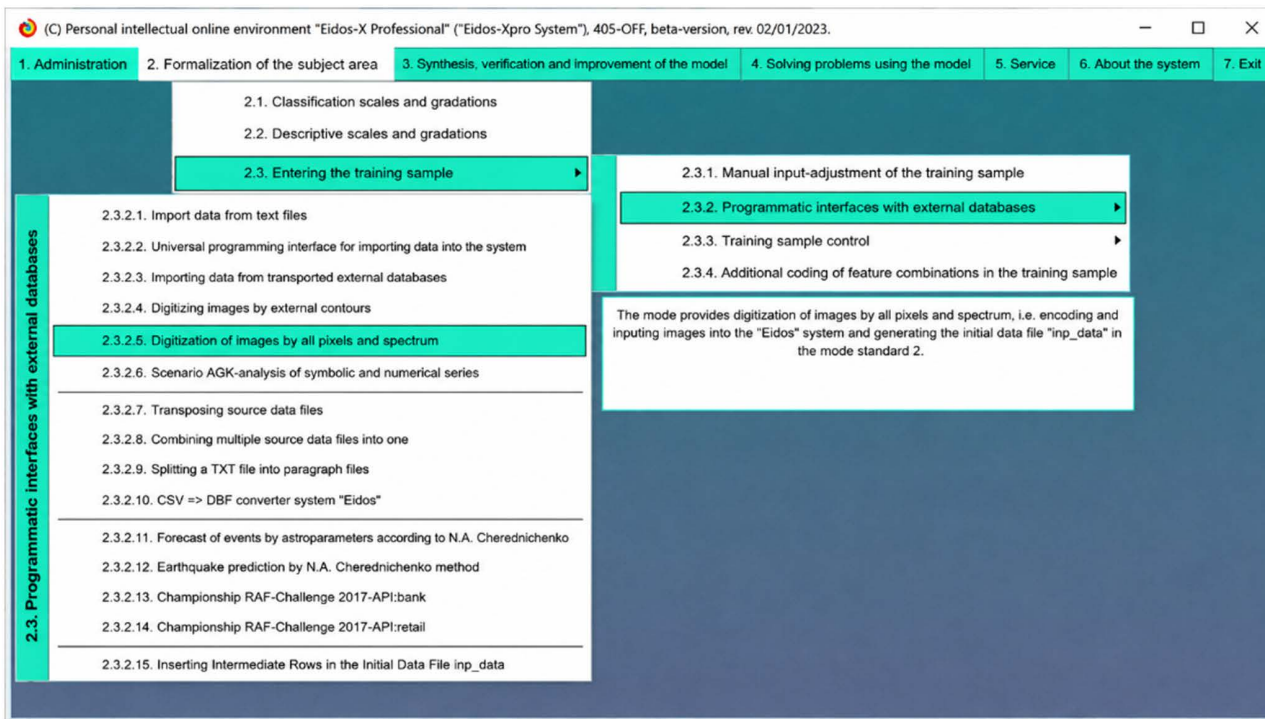 (C) Personal intellectual online environment "Eidos-X Professional" ("Eidos-Xpro System"), 405-OFF, beta-version, rev. 02/01/2023.
1. Administration 2. Formalization of the subject area 3. Synthesis, verification and improvement of the model 4. Solving problems using the model 5. Service 6. About the system 7. Exit
2.1. Classification scales and gradations
2.2. Descriptive scales and gradations
2.3. Entering the training sample
2.3.1. Manual input-adjustment of the training sample
2.3.2. Programmatic interfaces with external databases
2.3.3. Training sample control
2.3.4. Additional coding of feature combinations in the training sample
2.3. Programmatic interfaces with external databases
2.3.2.1. Import data from text files
2.3.2.2. Universal programming interface for importing data into the system
2.3.2.3. Importing data from transported external databases
2.3.2.4. Digitizing images by external contours
2.3.2.5. Digitization of images by all pixels and spectrum
2.3.2.6. Scenario AGK-analysis of symbolic and numerical series
2.3.2.7. Transposing source data files
2.3.2.8. Combining multiple source data files into one
2.3.2.9. Splitting a TXT file into paragraph files
2.3.2.10. CSV => DBF converter system "Eidos"
2.3.2.11. Forecast of events by astroparameters according to N.A. Cherednichenko
2.3.2.12. Earthquake prediction by N.A. Cherednichenko method
2.3.2.13. Championship RAF-Challenge 2017-API:bank
2.3.2.14. Championship RAF-Challenge 2017-API:retail
2.3.2.15. Inserting Intermediate Rows in the Initial Data File inp_data
The mode provides digitization of images by all pixels and spectrum, i.e. encoding and
inputing images into the "Eidos" system and generating the initial data file "inp_data" in
the mode standard 2.